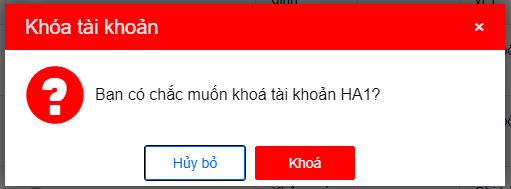 Khóa tài khoản
×
?
Bạn có chắc muốn khoá tài khoản HA1?
Hủy bỏ
Khoá